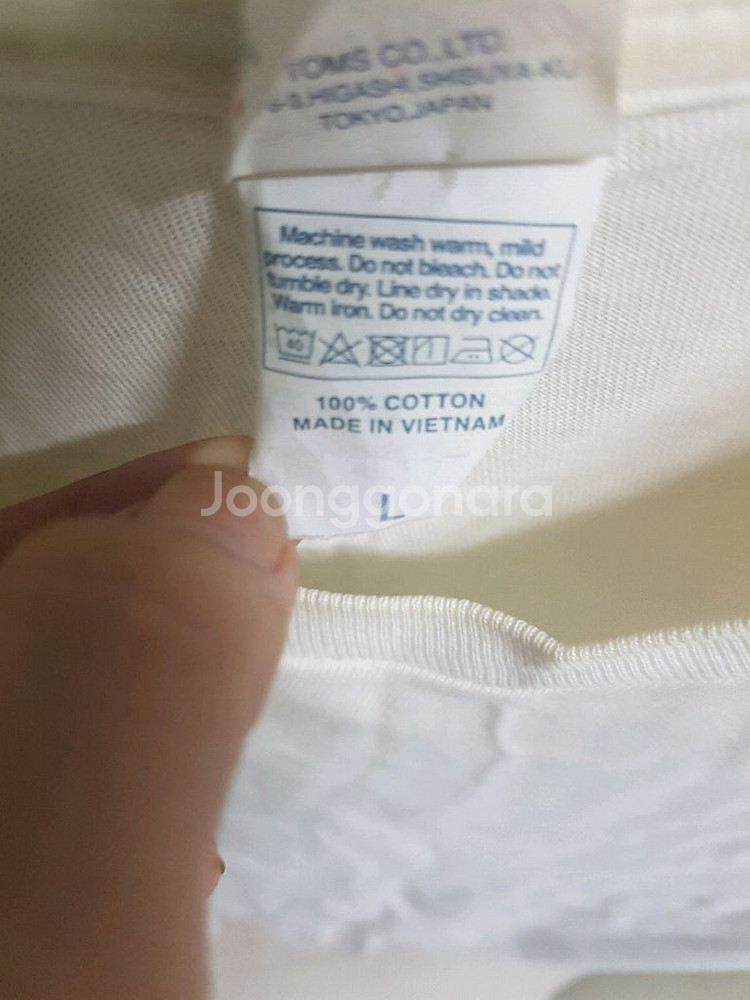 TOMS CO.,LTD.
HIGASHI,SHIBUYA-KU
TOKYO,JAPAN
Machine wash warm, mild
process. Do not bleach. Do not
tumble dry. Line dry in shade.
Warm iron. Do not dry clean.
40
100% COTTON
MADE IN VIETNAM
Joonggonara
L